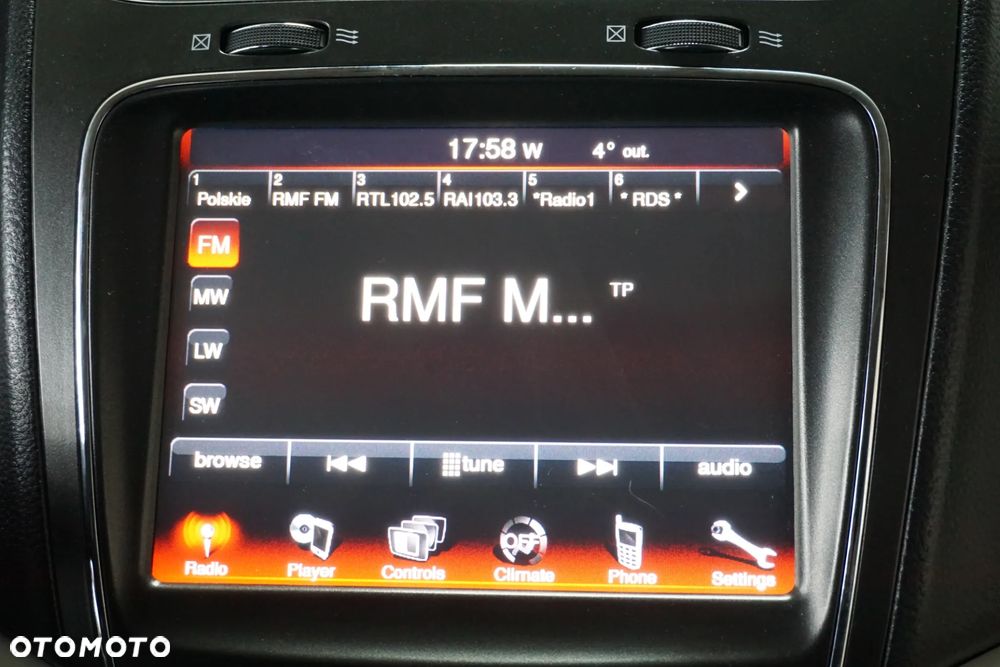 17:58 W 4° out.
1 2 3 4 5 6
Polskie RMF FM RTL102.5 RAI103.3 *Radio1 * RDS *
FM
RMF M... TP
MW
LW
SW
browse tune audio
OFF
Radio Player Controls Climate Phone Settings
OTOMOTO